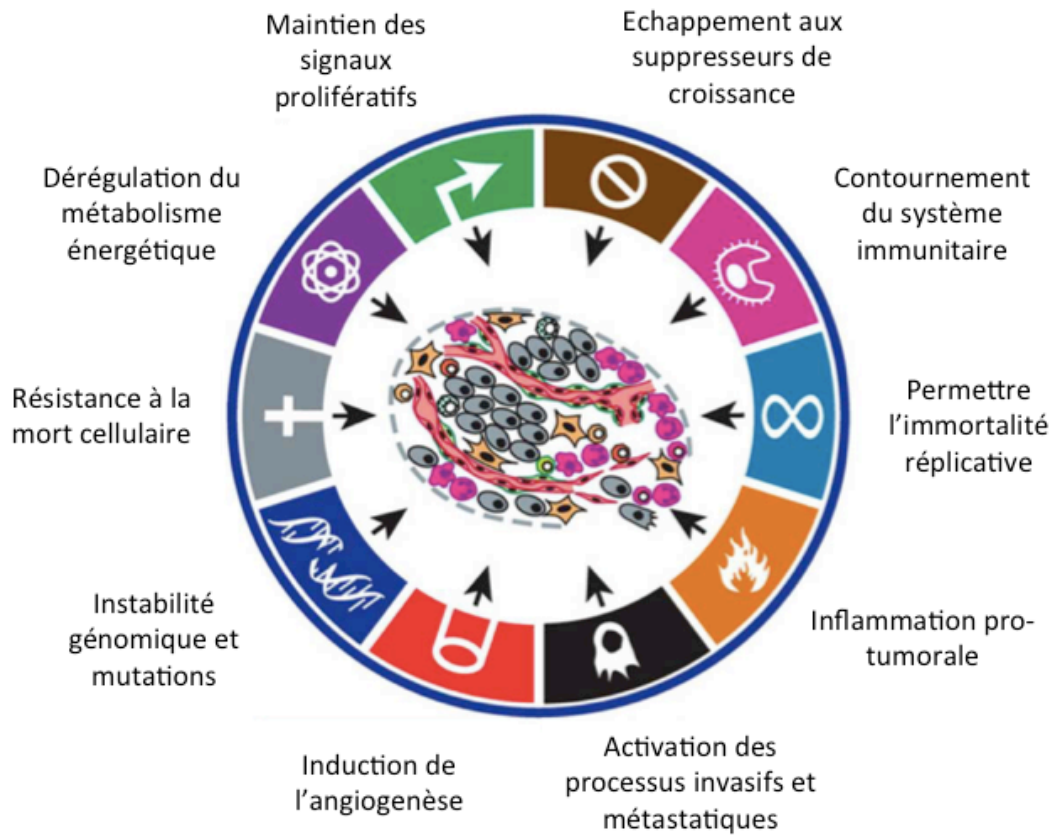 Maintien des
signaux
prolifératifs
Echappement aux
suppresseurs de
croissance
Contournement
du système
immunitaire
Permettre
l’immortalité
réplicative
Inflammation pro-
tumorale
Activation des
processus invasifs et
métastatiques
Induction de
l’angiogenèse
Instabilité
génomique et
mutations
Résistance à la
mort cellulaire
Dérégulation du
métabolisme
énergétique